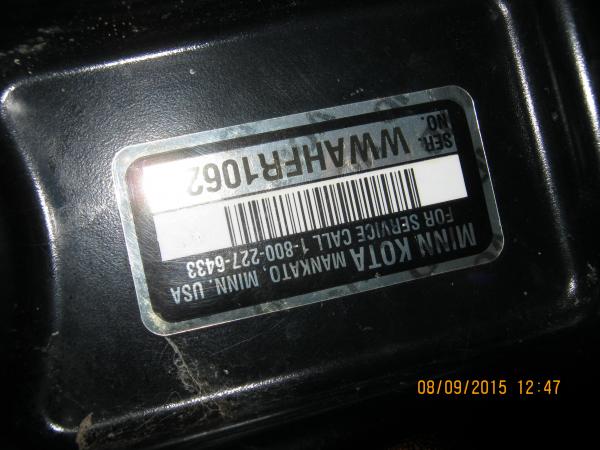 MINN KOTA MANKATO, MINN. USA
FOR SERVICE CALL 1-800-227-6433
SER. NO. WWAHFR1062
08/09/2015 12:47